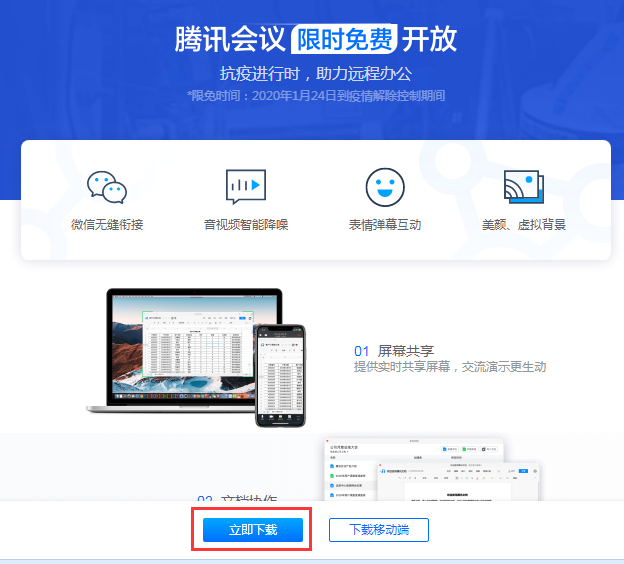 腾讯会议 限时免费 开放
抗疫进行时，助力远程办公
*限免时间：2020年1月24日到疫情解除控制期间
微信无缝衔接
音视频智能降噪
表情弹幕互动
美颜、虚拟背景
01 屏幕共享
提供实时共享屏幕，交流演示更生动
02 文档协作
立即下载
下载移动端